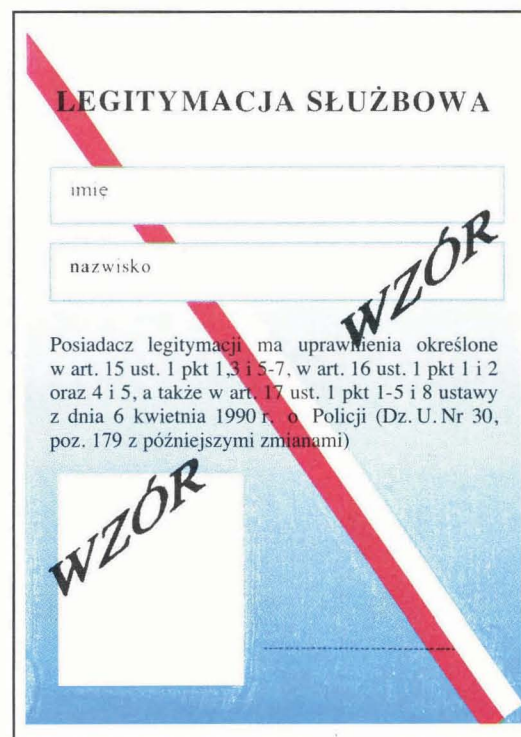 LEGITYMACJA SŁUŻBOWA
imię
nazwisko
WZÓR
Posiadacz legitymacji ma uprawnienia określone
w art. 15 ust. 1 pkt 1,3 i 5-7, w art. 16 ust. 1 pkt 1 i 2
oraz 4 i 5, a także w art. 17 ust. 1 pkt 1-5 i 8 ustawy
z dnia 6 kwietnia 1990 r. o Policji (Dz. U. Nr 30,
poz. 179 z późniejszymi zmianami)
WZÓR